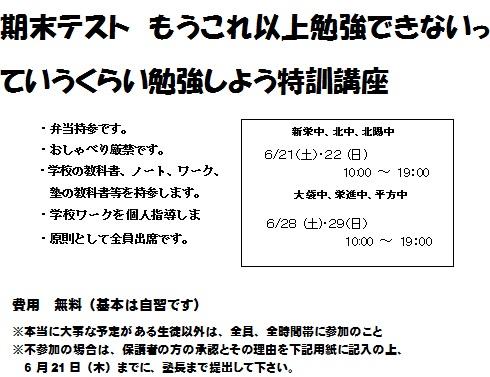 期末テスト　もうこれ以上勉強できないっ
ていうくらい勉強しよう特訓講座
・弁当持参です。
・おしゃべり厳禁です。
・学校の教科書、ノート、ワーク、
塾の教科書等を持参します。
・学校ワークを個人指導しま
・原則として全員出席です。
新栄中、北中、北陽中
6/21(土)・22（日）
10:00 ～ 19:00
大袋中、栄進中、平方中
6/28 (土)・29(日)
10:00 ～ 19:00
費用　無料（基本は自習です）
※本当に大事な予定がある生徒以外は、全員、全時間帯に参加のこと
※不参加の場合は、保護者の方の承認とその理由を下記用紙に記入の上、
6月21日（木）までに、塾長まで提出して下さい。